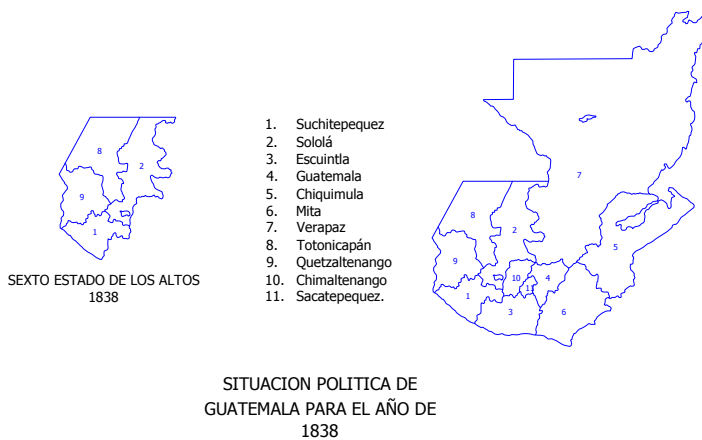 8
2
9
1
SEXTO ESTADO DE LOS ALTOS
1838
1. Suchitepequez
2. Sololá
3. Escuintla
4. Guatemala
5. Chiquimula
6. Mita
7. Verapaz
8. Totonicapán
9. Quetzaltenango
10. Chimaltenango
11. Sacatepequez.
7
8
2
5
9
10
4
11
1
3
6
SITUACION POLITICA DE
GUATEMALA PARA EL AÑO DE
1838